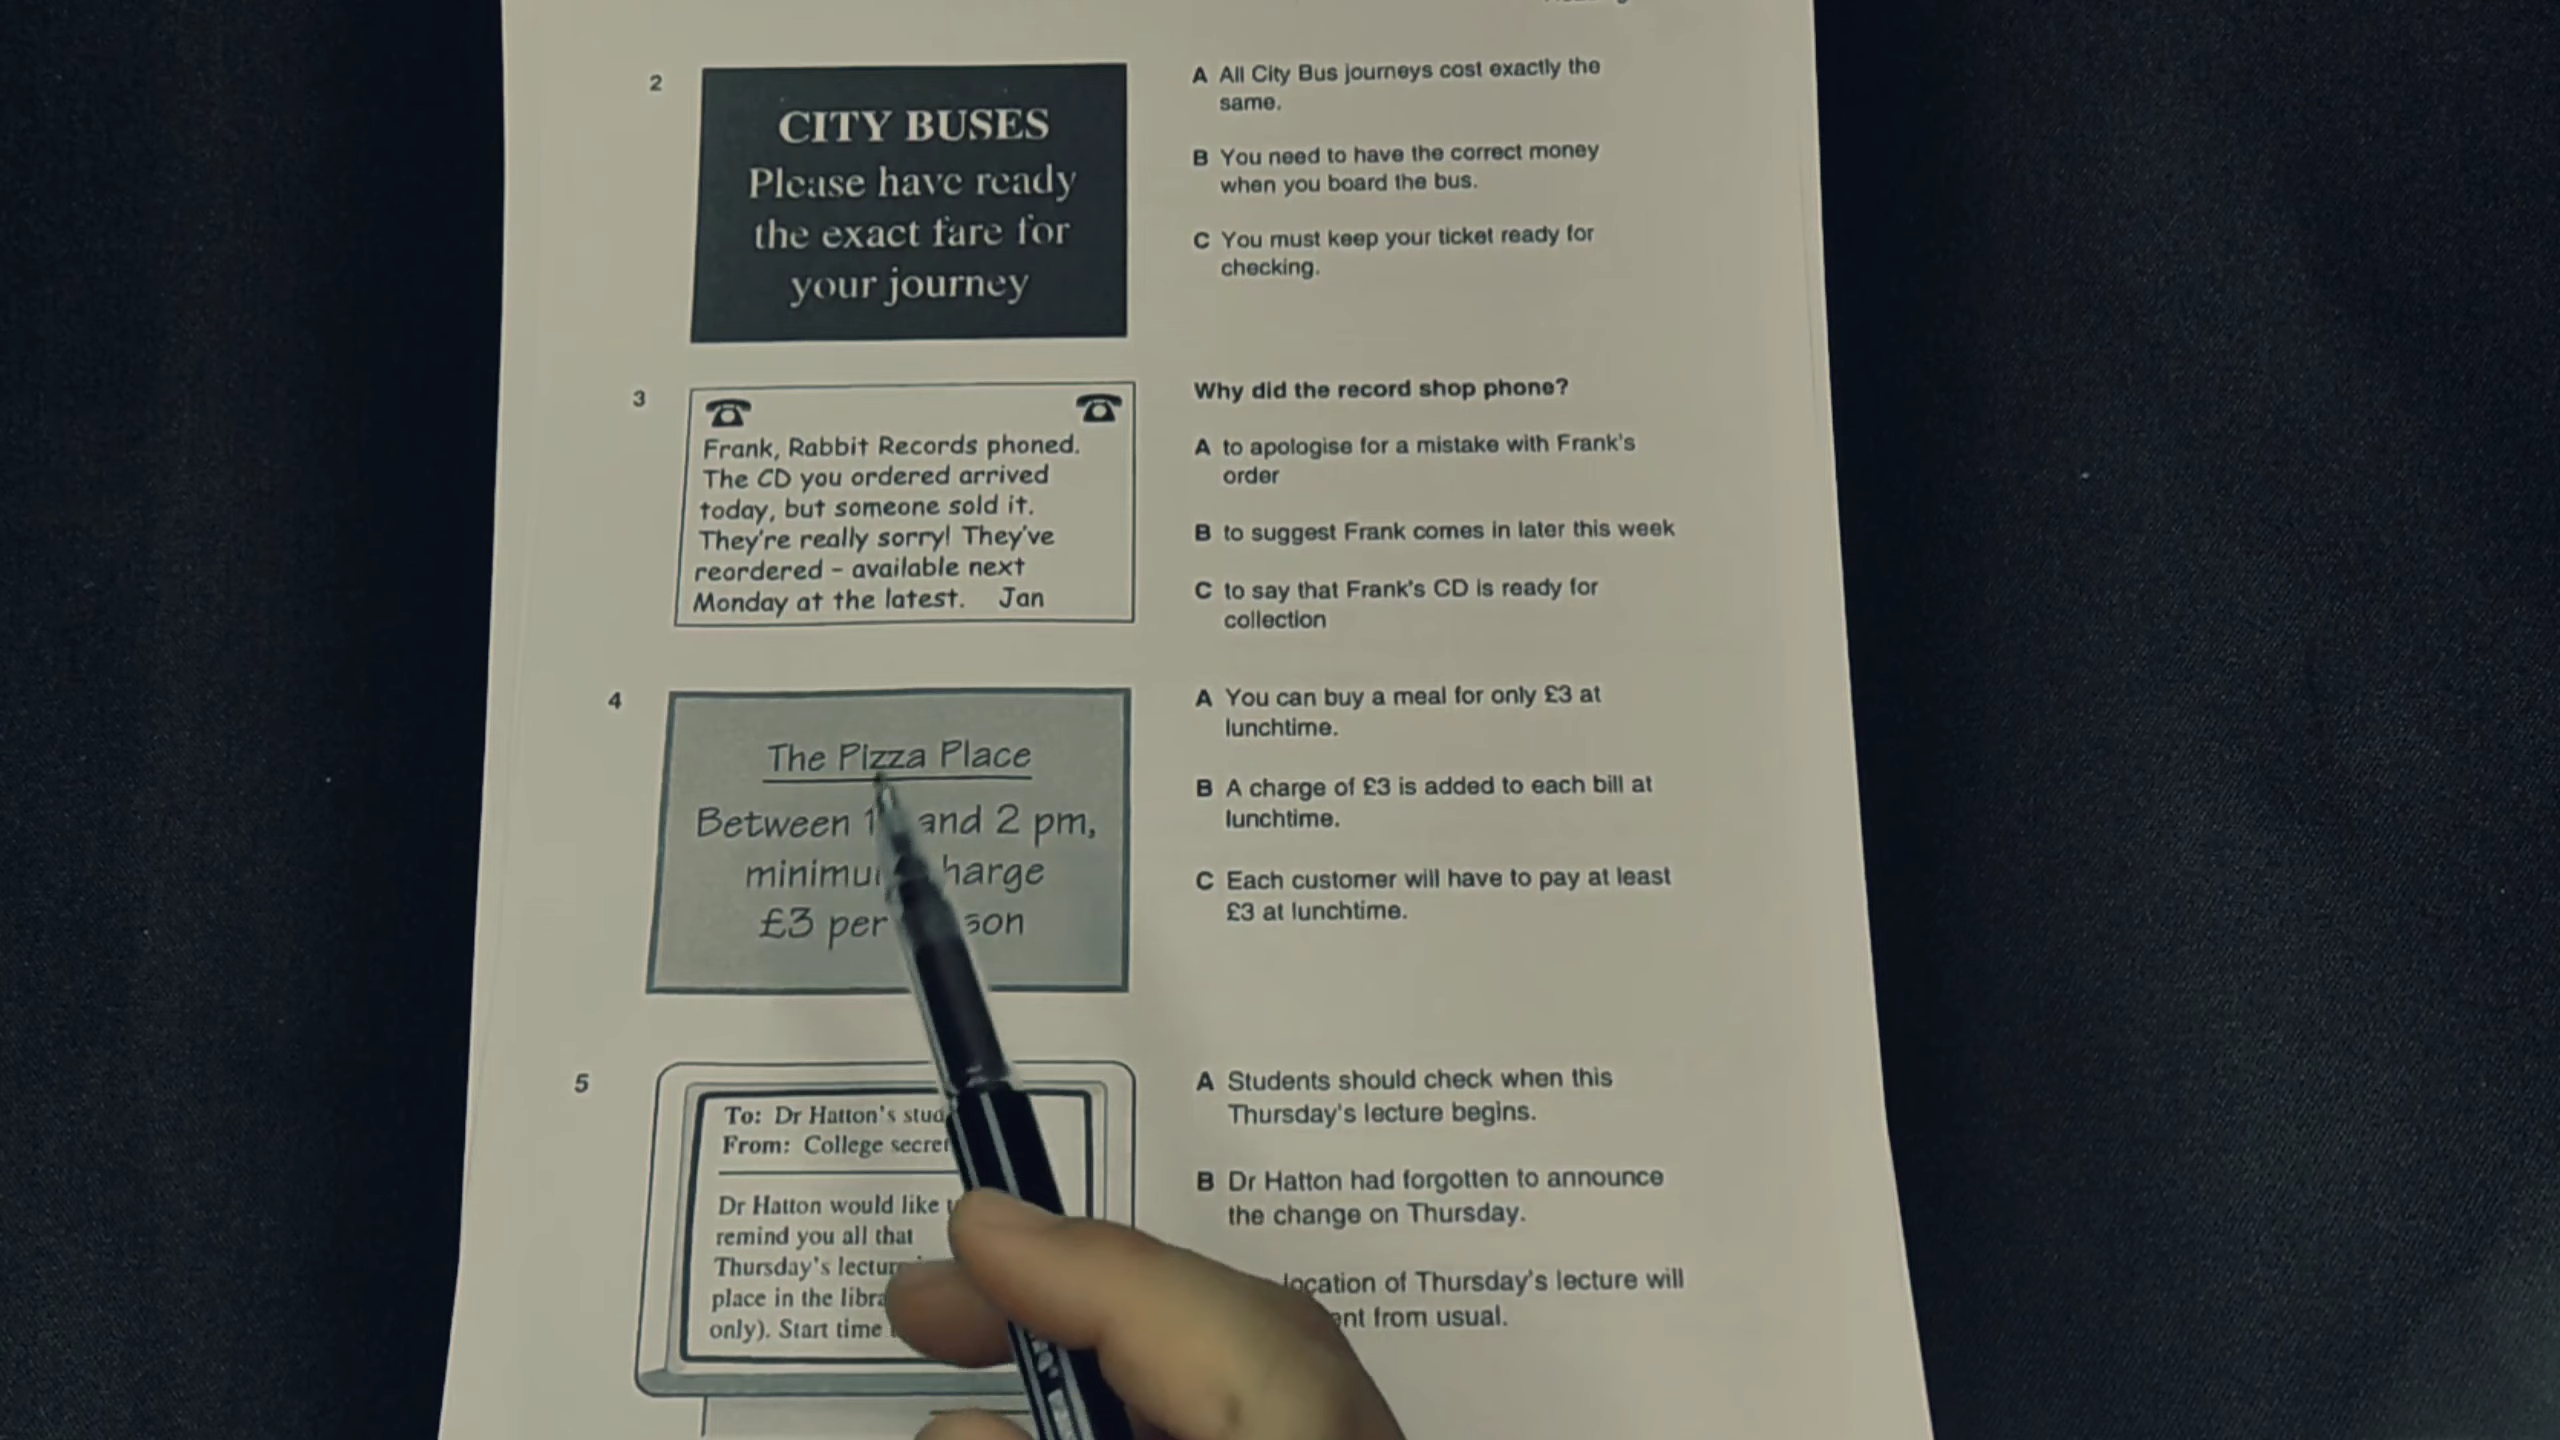 2
CITY BUSES
Please have ready
the exact fare for
your journey
A All City Bus journeys cost exactly the
same.
B You need to have the correct money
when you board the bus.
C You must keep your ticket ready for
checking.
3
Frank, Rabbit Records phoned.
The CD you ordered arrived
today, but someone sold it.
They're really sorry! They've
reordered – available next
Monday at the latest. Jan
Why did the record shop phone?
A to apologise for a mistake with Frank's
order
B to suggest Frank comes in later this week
C to say that Frank's CD is ready for
collection
4
The Pizza Place
Between and 2 pm,
£3 per
A You can buy a meal for only £3 at
lunchtime.
B A charge of £3 is added to each bill at
lunchtime.
C Each customer will have to pay at least
£3 at lunchtime.
5
To: Dr Hatton's
From: College
Dr Hatton would like
remind you all that
Thursday's
place in the
only). Start time
A Students should check when this
Thursday's lecture begins.
B Dr Hatton had forgotten to announce
the change on Thursday.
location of Thursday's lecture will
from usual.